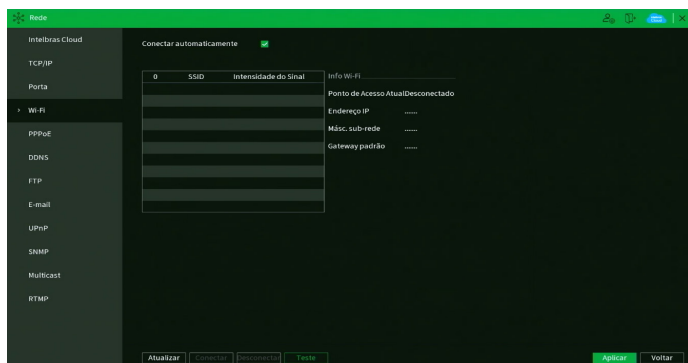 Rede
Intelbras Cloud
TCP/IP
Porta
Wi-Fi
PPPoE
DDNS
FTP
E-mail
UPnP
SNMP
Multicast
RTMP
Conectar automaticamente
0 SSID Intensidade do Sinal
Info Wi-Fi
Ponto de Acesso AtualDesconectado
Endereço IP ......
Másc. sub-rede ......
Gateway padrão ......
Atualizar Conectar Desconectar Teste
Aplicar Voltar